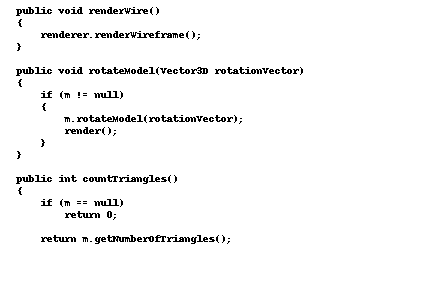 public void renderWire()
{
    renderer.renderWireframe();
}

public void rotateModel(Vector3D rotationVector)
{
    if (m != null)
    {
        m.rotateModel(rotationVector);
        render();
    }
}

public int countTriangles()
{
    if (m == null)
        return 0;

    return m.getNumberOfTriangles();